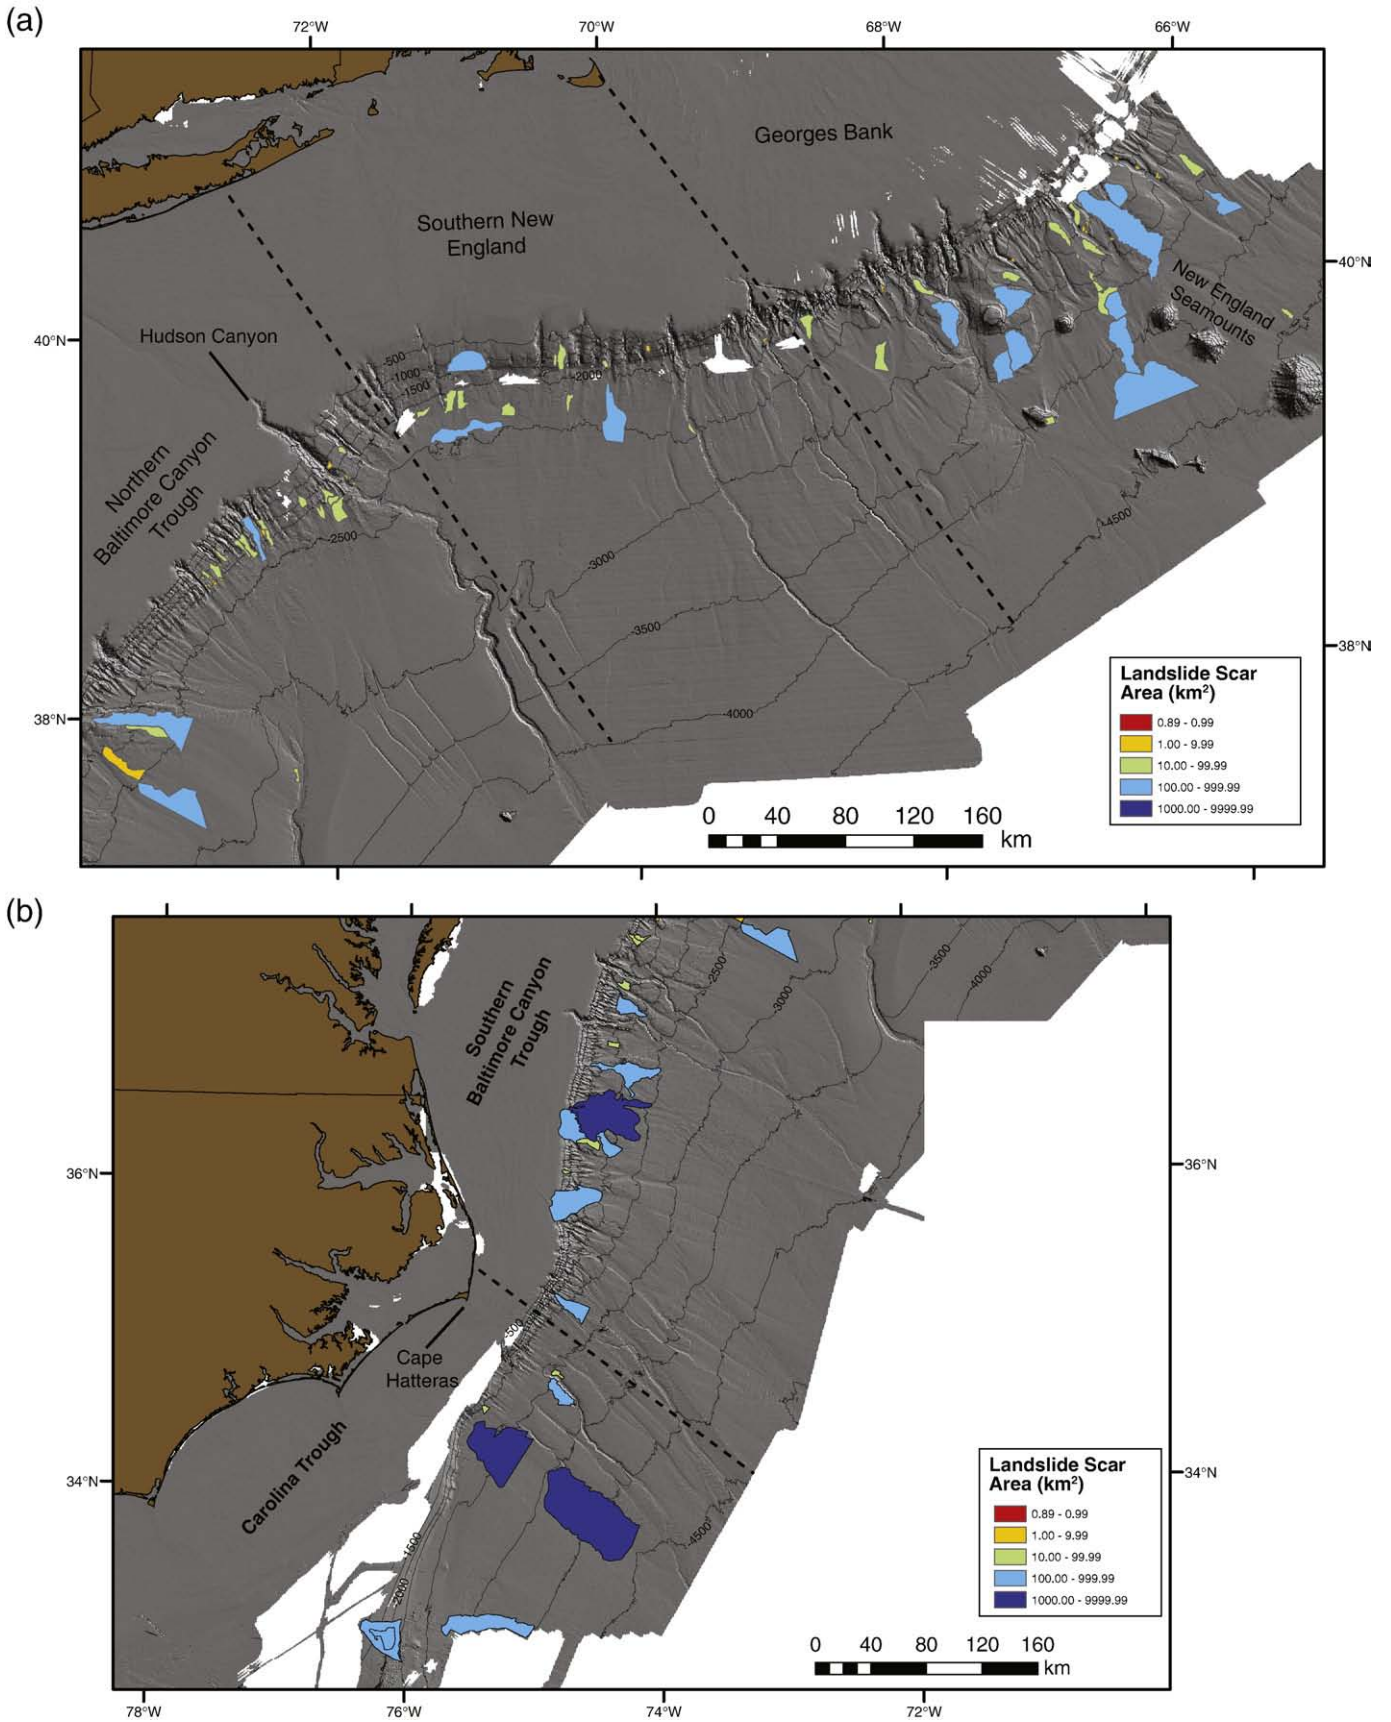 (a)
72°W
70°W
68°W
66°W
Georges Bank
Southern New
England
New England
Seamounts
40°N
Hudson Canyon
40°N
-500
-1000
-1500
-2000
Northern
Baltimore Canyon
Trough
-2500
-3000
-4500
-3500
38°N
-4000
38°N
Landslide Scar
Area (km²)
0.89 - 0.99
1.00 - 9.99
10.00 - 99.99
100.00 - 999.99
1000.00 - 9999.99
0 40 80 120 160
km
(b)
Southern
Baltimore Canyon
Trough
-2500
-3000
-3500
-4000
36°N
36°N
-500
Cape
Hatteras
Carolina Trough
34°N
34°N
-4500
-1500
-2000
Landslide Scar
Area (km²)
0.89 - 0.99
1.00 - 9.99
10.00 - 99.99
100.00 - 999.99
1000.00 - 9999.99
0 40 80 120 160
km
78°W
76°W
74°W
72°W